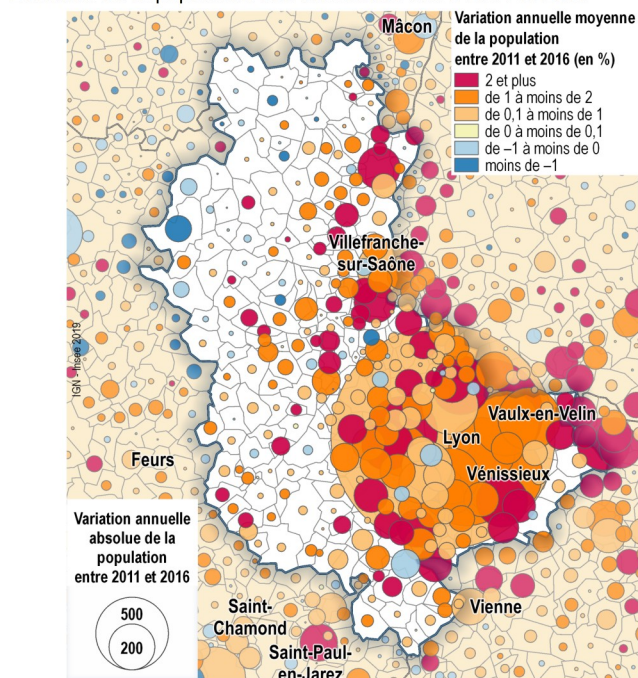 Mâcon
Variation annuelle moyenne
de la population
entre 2011 et 2016 (en %)
2 et plus
de 1 à moins de 2
de 0,1 à moins de 1
de 0 à moins de 0,1
de –1 à moins de 0
moins de –1
Villefranche-
sur-Saône
IGN - Insee 2019
Vaulx-en-Velin
Lyon
Feurs
Vénissieux
Variation annuelle
absolue de la
population
entre 2011 et 2016
500
200
Saint-
Chamond
Vienne
Saint-Paul-
en-Jarez